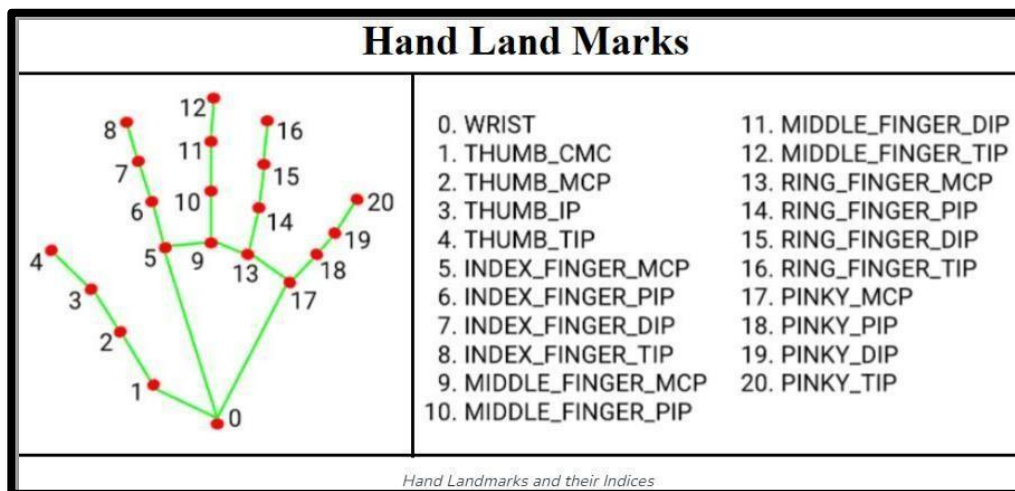 Hand Land Marks
12
8
16
11
7
15
10
20
6
14
19
4
5
9
13
18
3
17
2
1
0
0. WRIST
1. THUMB_CMC
2. THUMB_MCP
3. THUMB_IP
4. THUMB_TIP
5. INDEX_FINGER_MCP
6. INDEX_FINGER_PIP
7. INDEX_FINGER_DIP
8. INDEX_FINGER_TIP
9. MIDDLE_FINGER_MCP
10. MIDDLE_FINGER_PIP
11. MIDDLE_FINGER_DIP
12. MIDDLE_FINGER_TIP
13. RING_FINGER_MCP
14. RING_FINGER_PIP
15. RING_FINGER_DIP
16. RING_FINGER_TIP
17. PINKY_MCP
18. PINKY_PIP
19. PINKY_DIP
20. PINKY_TIP
Hand Landmarks and their Indices